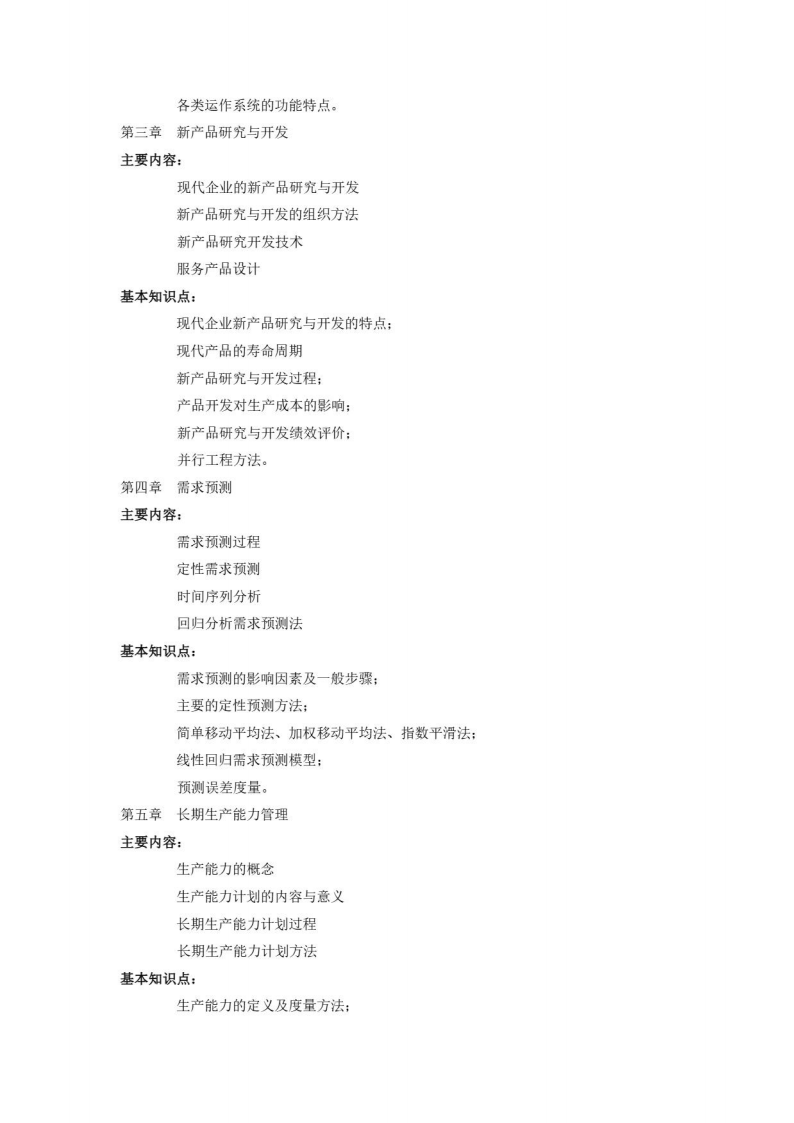 各类运作系统的功能特点。
第三章　新产品研究与开发
主要内容：
现代企业的新产品研究与开发
新产品研究与开发的组织方法
新产品研究开发技术
服务产品设计
基本知识点：
现代企业新产品研究与开发的特点；
现代产品的寿命周期
新产品研究与开发过程；
产品开发对生产成本的影响；
新产品研究与开发绩效评价；
并行工程方法。
第四章　需求预测
主要内容：
需求预测过程
定性需求预测
时间序列分析
回归分析需求预测法
基本知识点：
需求预测的影响因素及一般步骤；
主要的定性预测方法；
简单移动平均法、加权移动平均法、指数平滑法；
线性回归需求预测模型；
预测误差度量。
第五章　长期生产能力管理
主要内容：
生产能力的概念
生产能力计划的内容与意义
长期生产能力计划过程
长期生产能力计划方法
基本知识点：
生产能力的定义及度量方法；